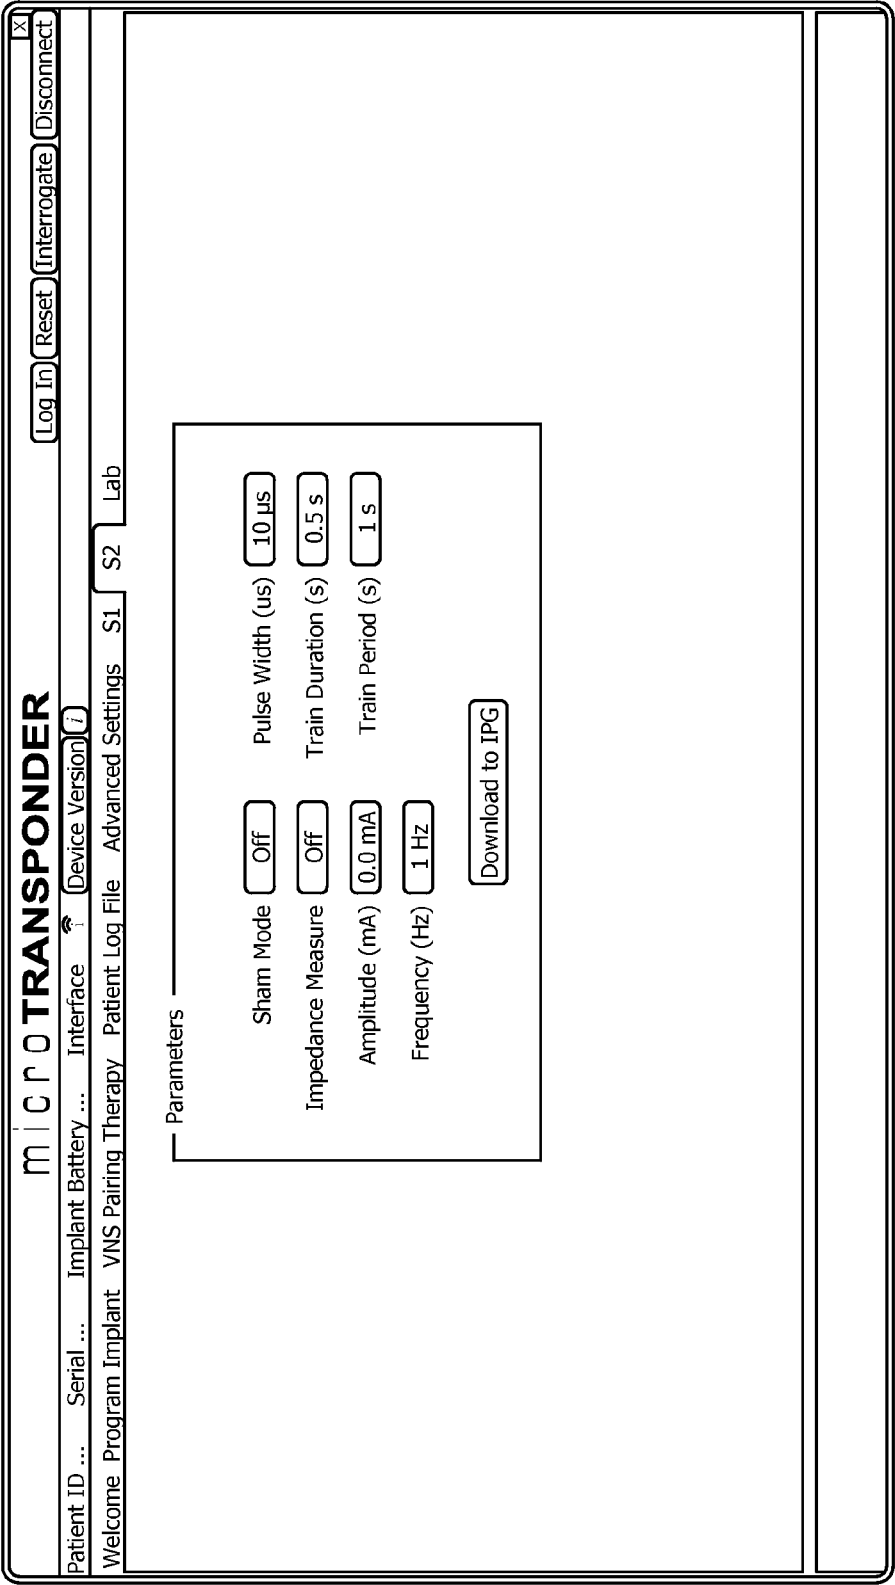 microTRANSPONDER
X
Log In Reset Interrogate Disconnect
Patient ID ... Serial ... Implant Battery ... Interface i Device Version i
Welcome Program Implant VNS Pairing Therapy Patient Log File Advanced Settings S1 S2 Lab
Parameters
Sham Mode Off Pulse Width (us) 10 µs
Impedance Measure Off Train Duration (s) 0.5 s
Amplitude (mA) 0.0 mA Train Period (s) 1 s
Frequency (Hz) 1 Hz
Download to IPG